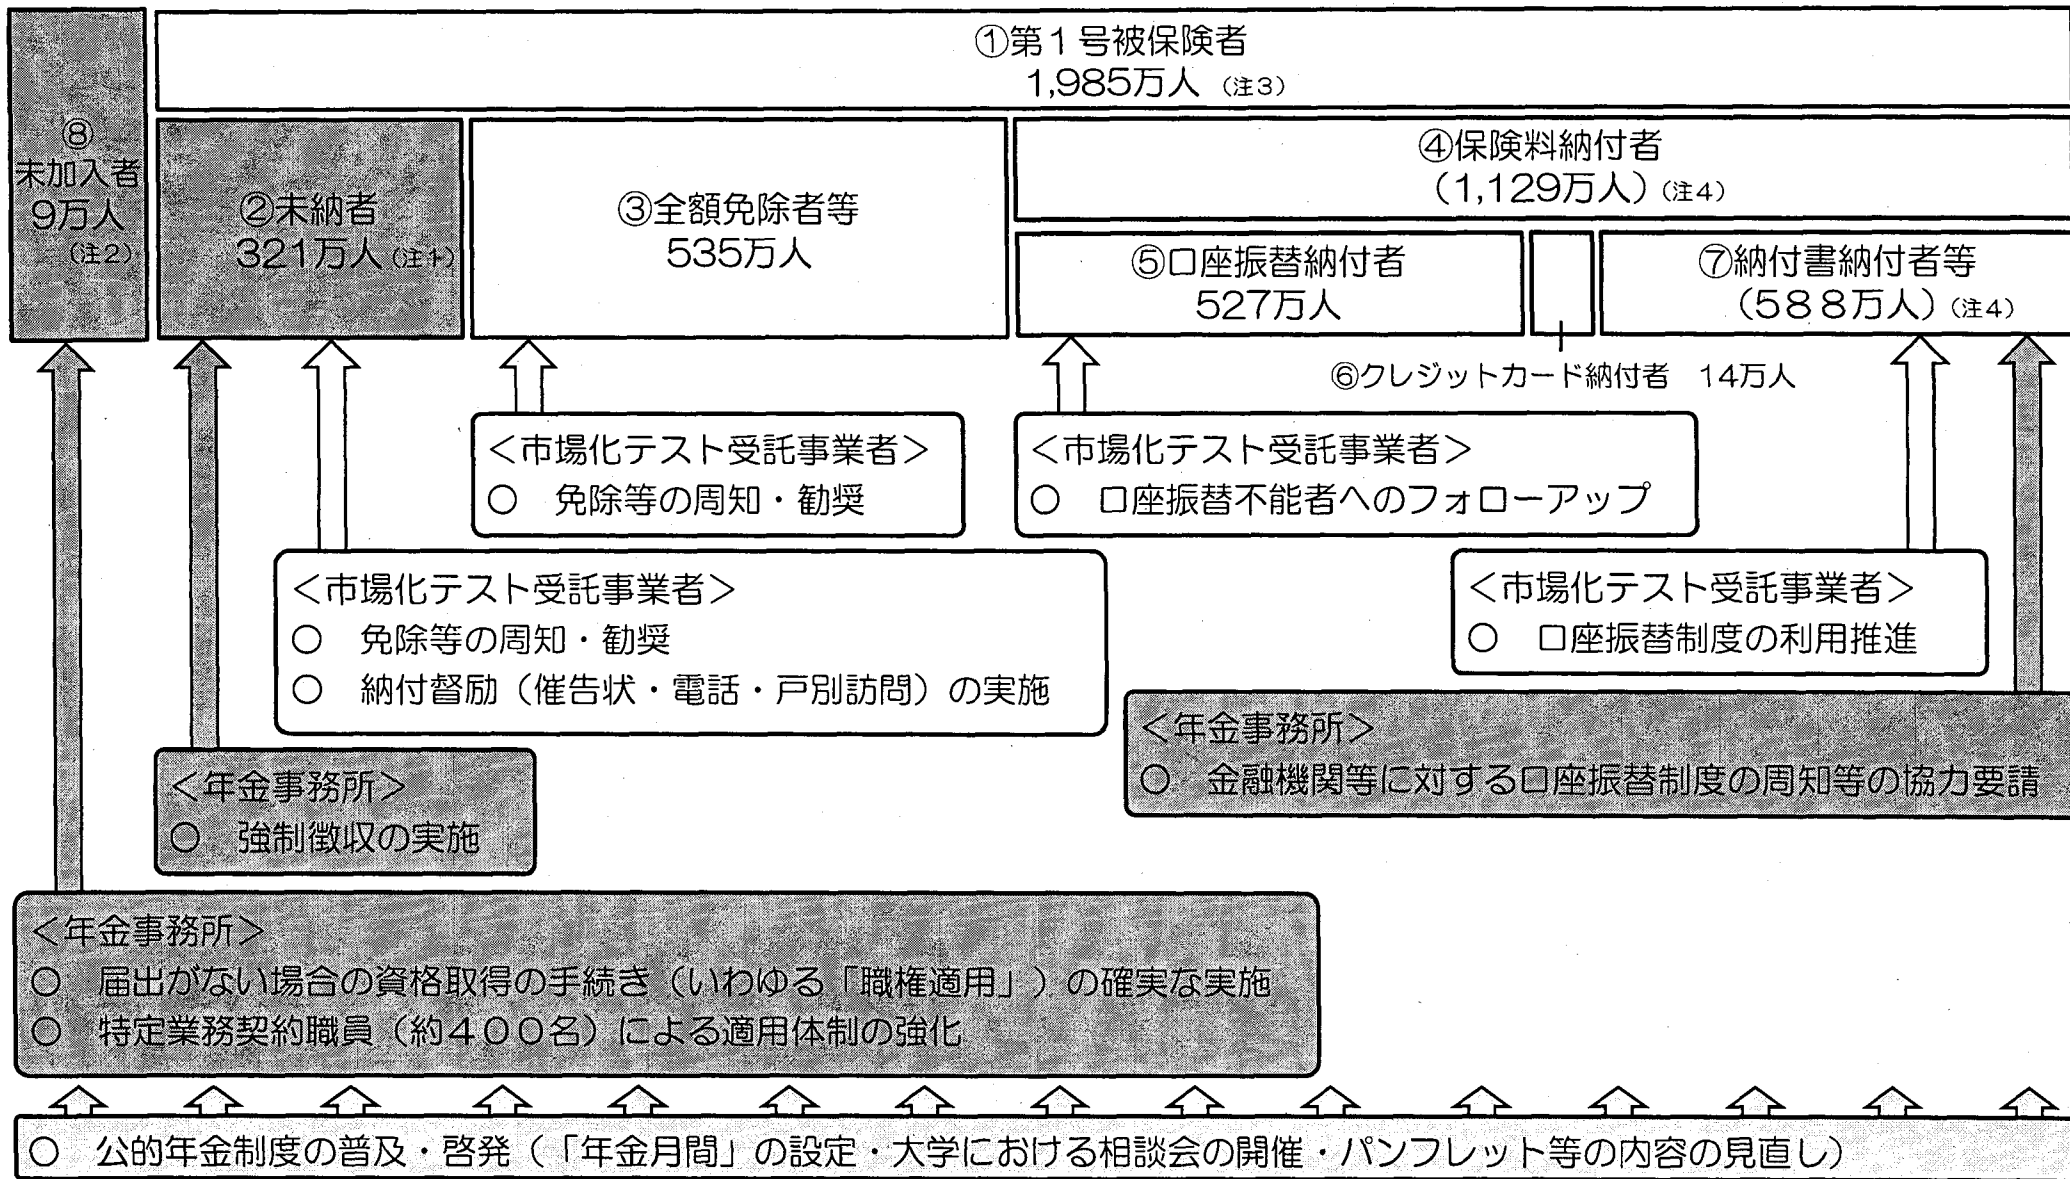 ①第1号被保険者
1,985万人（注3）
⑧
未加入者
9万人
（注2）
②未納者
321万人（注1）
③全額免除者等
535万人
④保険料納付者
（1,129万人）（注4）
⑤口座振替納付者
527万人
⑦納付書納付者等
（588万人）（注4）
⑥クレジットカード納付者　14万人
＜市場化テスト受託事業者＞
○　免除等の周知・勧奨
＜市場化テスト受託事業者＞
○　口座振替不能者へのフォローアップ
＜市場化テスト受託事業者＞
○　免除等の周知・勧奨
○　納付督励（催告状・電話・戸別訪問）の実施
＜市場化テスト受託事業者＞
○　口座振替制度の利用推進
＜年金事務所＞
○　金融機関等に対する口座振替制度の周知等の協力要請
＜年金事務所＞
○　強制徴収の実施
＜年金事務所＞
○　届出がない場合の資格取得の手続き（いわゆる「職権適用」）の確実な実施
○　特定業務契約職員（約400名）による適用体制の強化
○　公的年金制度の普及・啓発（「年金月間」の設定・大学における相談会の開催・パンフレット等の内容の見直し）